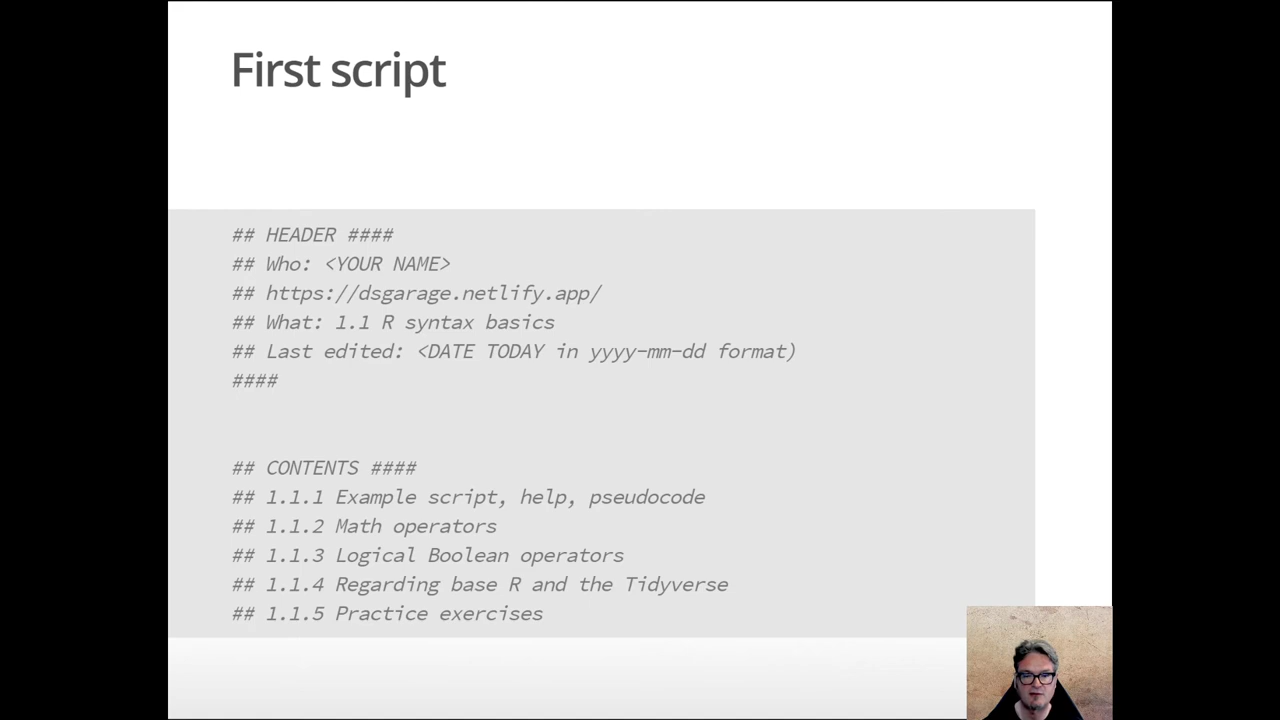 First script
## HEADER ####
## Who: <YOUR NAME>
## https://dsgarage.netlify.app/
## What: 1.1 R syntax basics
## Last edited: <DATE TODAY in yyyy-mm-dd format)
####
## CONTENTS ####
## 1.1.1 Example script, help, pseudocode
## 1.1.2 Math operators
## 1.1.3 Logical Boolean operators
## 1.1.4 Regarding base R and the Tidyverse
## 1.1.5 Practice exercises